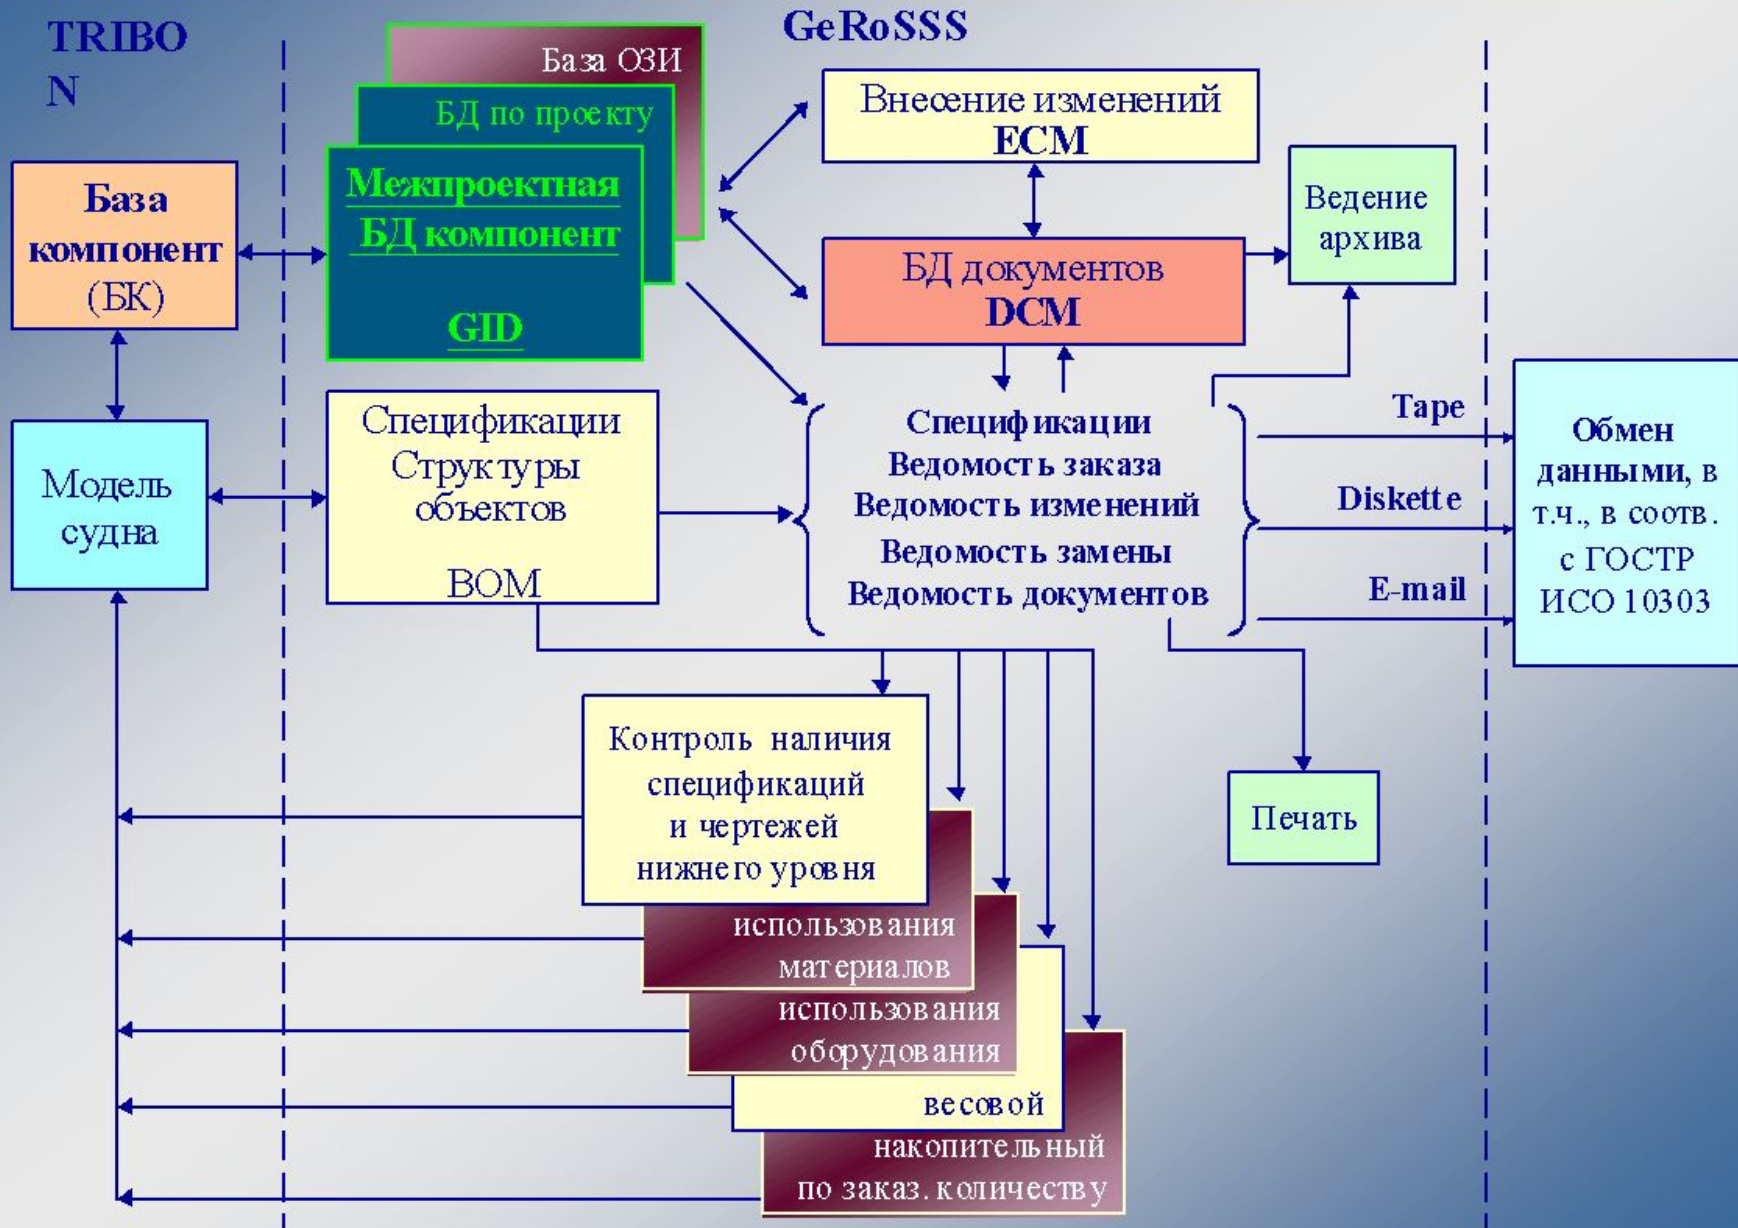 TRIBO
N
GeRoSSS
База ОЗИ
БД по проекту
Межпроектная
БД компонент
GID
База
компонент
(БК)
Модель
судна
Спецификации
Структуры
объектов
BOM
Внесение изменений
ECM
БД документов
DCM
Ведение
архива
Спецификации
Ведомость заказа
Ведомость изменений
Ведомость замены
Ведомость документов
Tape
Diskette
E-mail
Обмен
данными, в
т.ч., в соотв.
с ГОСТР
ИСО 10303
Контроль наличия
спецификаций
и чертежей
нижнего уровня
использования
материалов
использования
оборудования
весовой
накопительный
по заказ. количеству
Печать